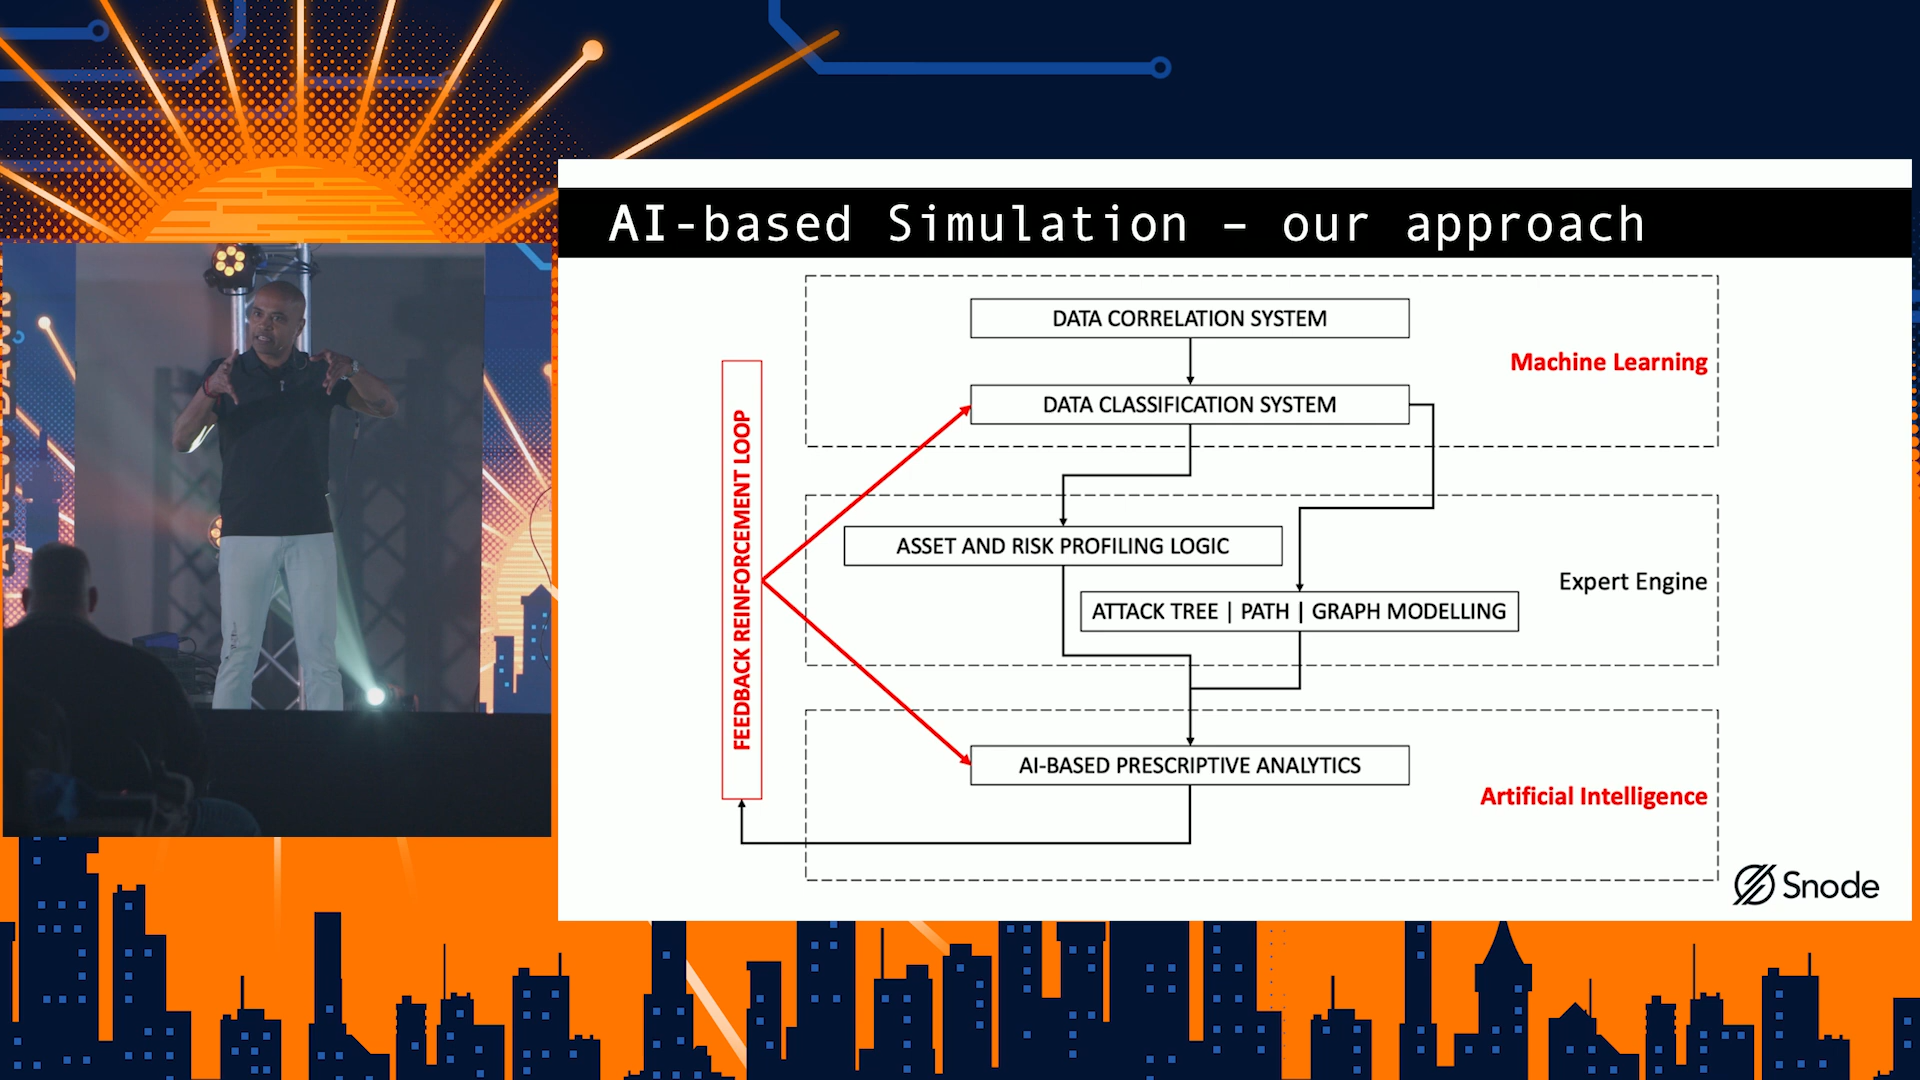 AI-based Simulation – our approach
DATA CORRELATION SYSTEM
Machine Learning
DATA CLASSIFICATION SYSTEM
FEEDBACK REINFORCEMENT LOOP
ASSET AND RISK PROFILING LOGIC
Expert Engine
ATTACK TREE | PATH | GRAPH MODELLING
AI-BASED PRESCRIPTIVE ANALYTICS
Artificial Intelligence
Snode